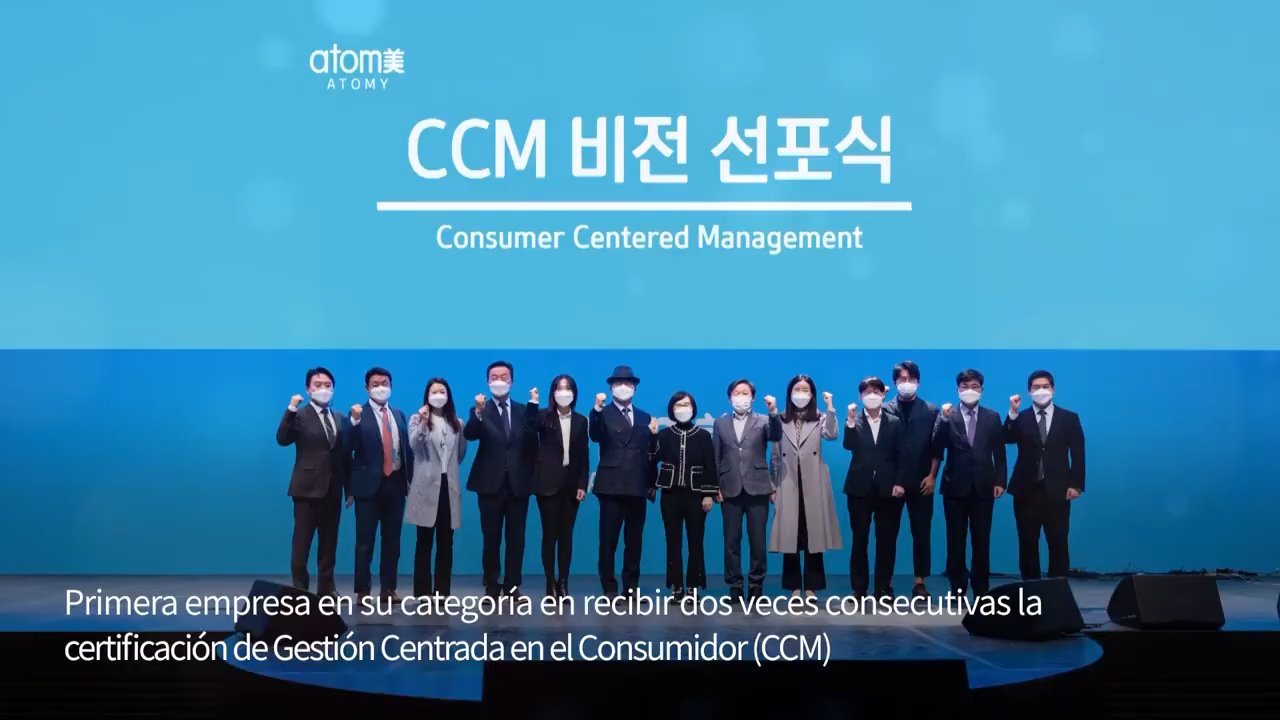 atom美
ATOMY
CCM 비전 선포식
Consumer Centered Management
Primera empresa en su categoría en recibir dos veces consecutivas la
certificación de Gestión Centrada en el Consumidor (CCM)